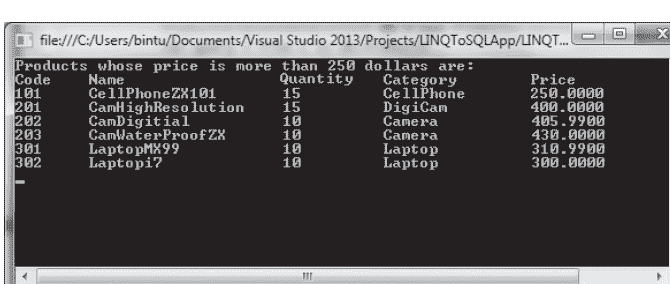 file:///C:/Users/bintu/Documents/Visual Studio 2013/Projects/LINQToSQLApp/LINQT...
Products whose price is more than 250 dollars are:
Code Name Quantity Category Price
101 CellPhoneZX101 15 CellPhone 250.0000
201 CamHighResolution 15 DigiCam 400.0000
202 CamDigitial 10 Camera 405.9900
203 CamWaterProofZX 10 Camera 430.0000
301 LaptopMX99 10 Laptop 310.9900
302 Laptopi7 10 Laptop 300.0000